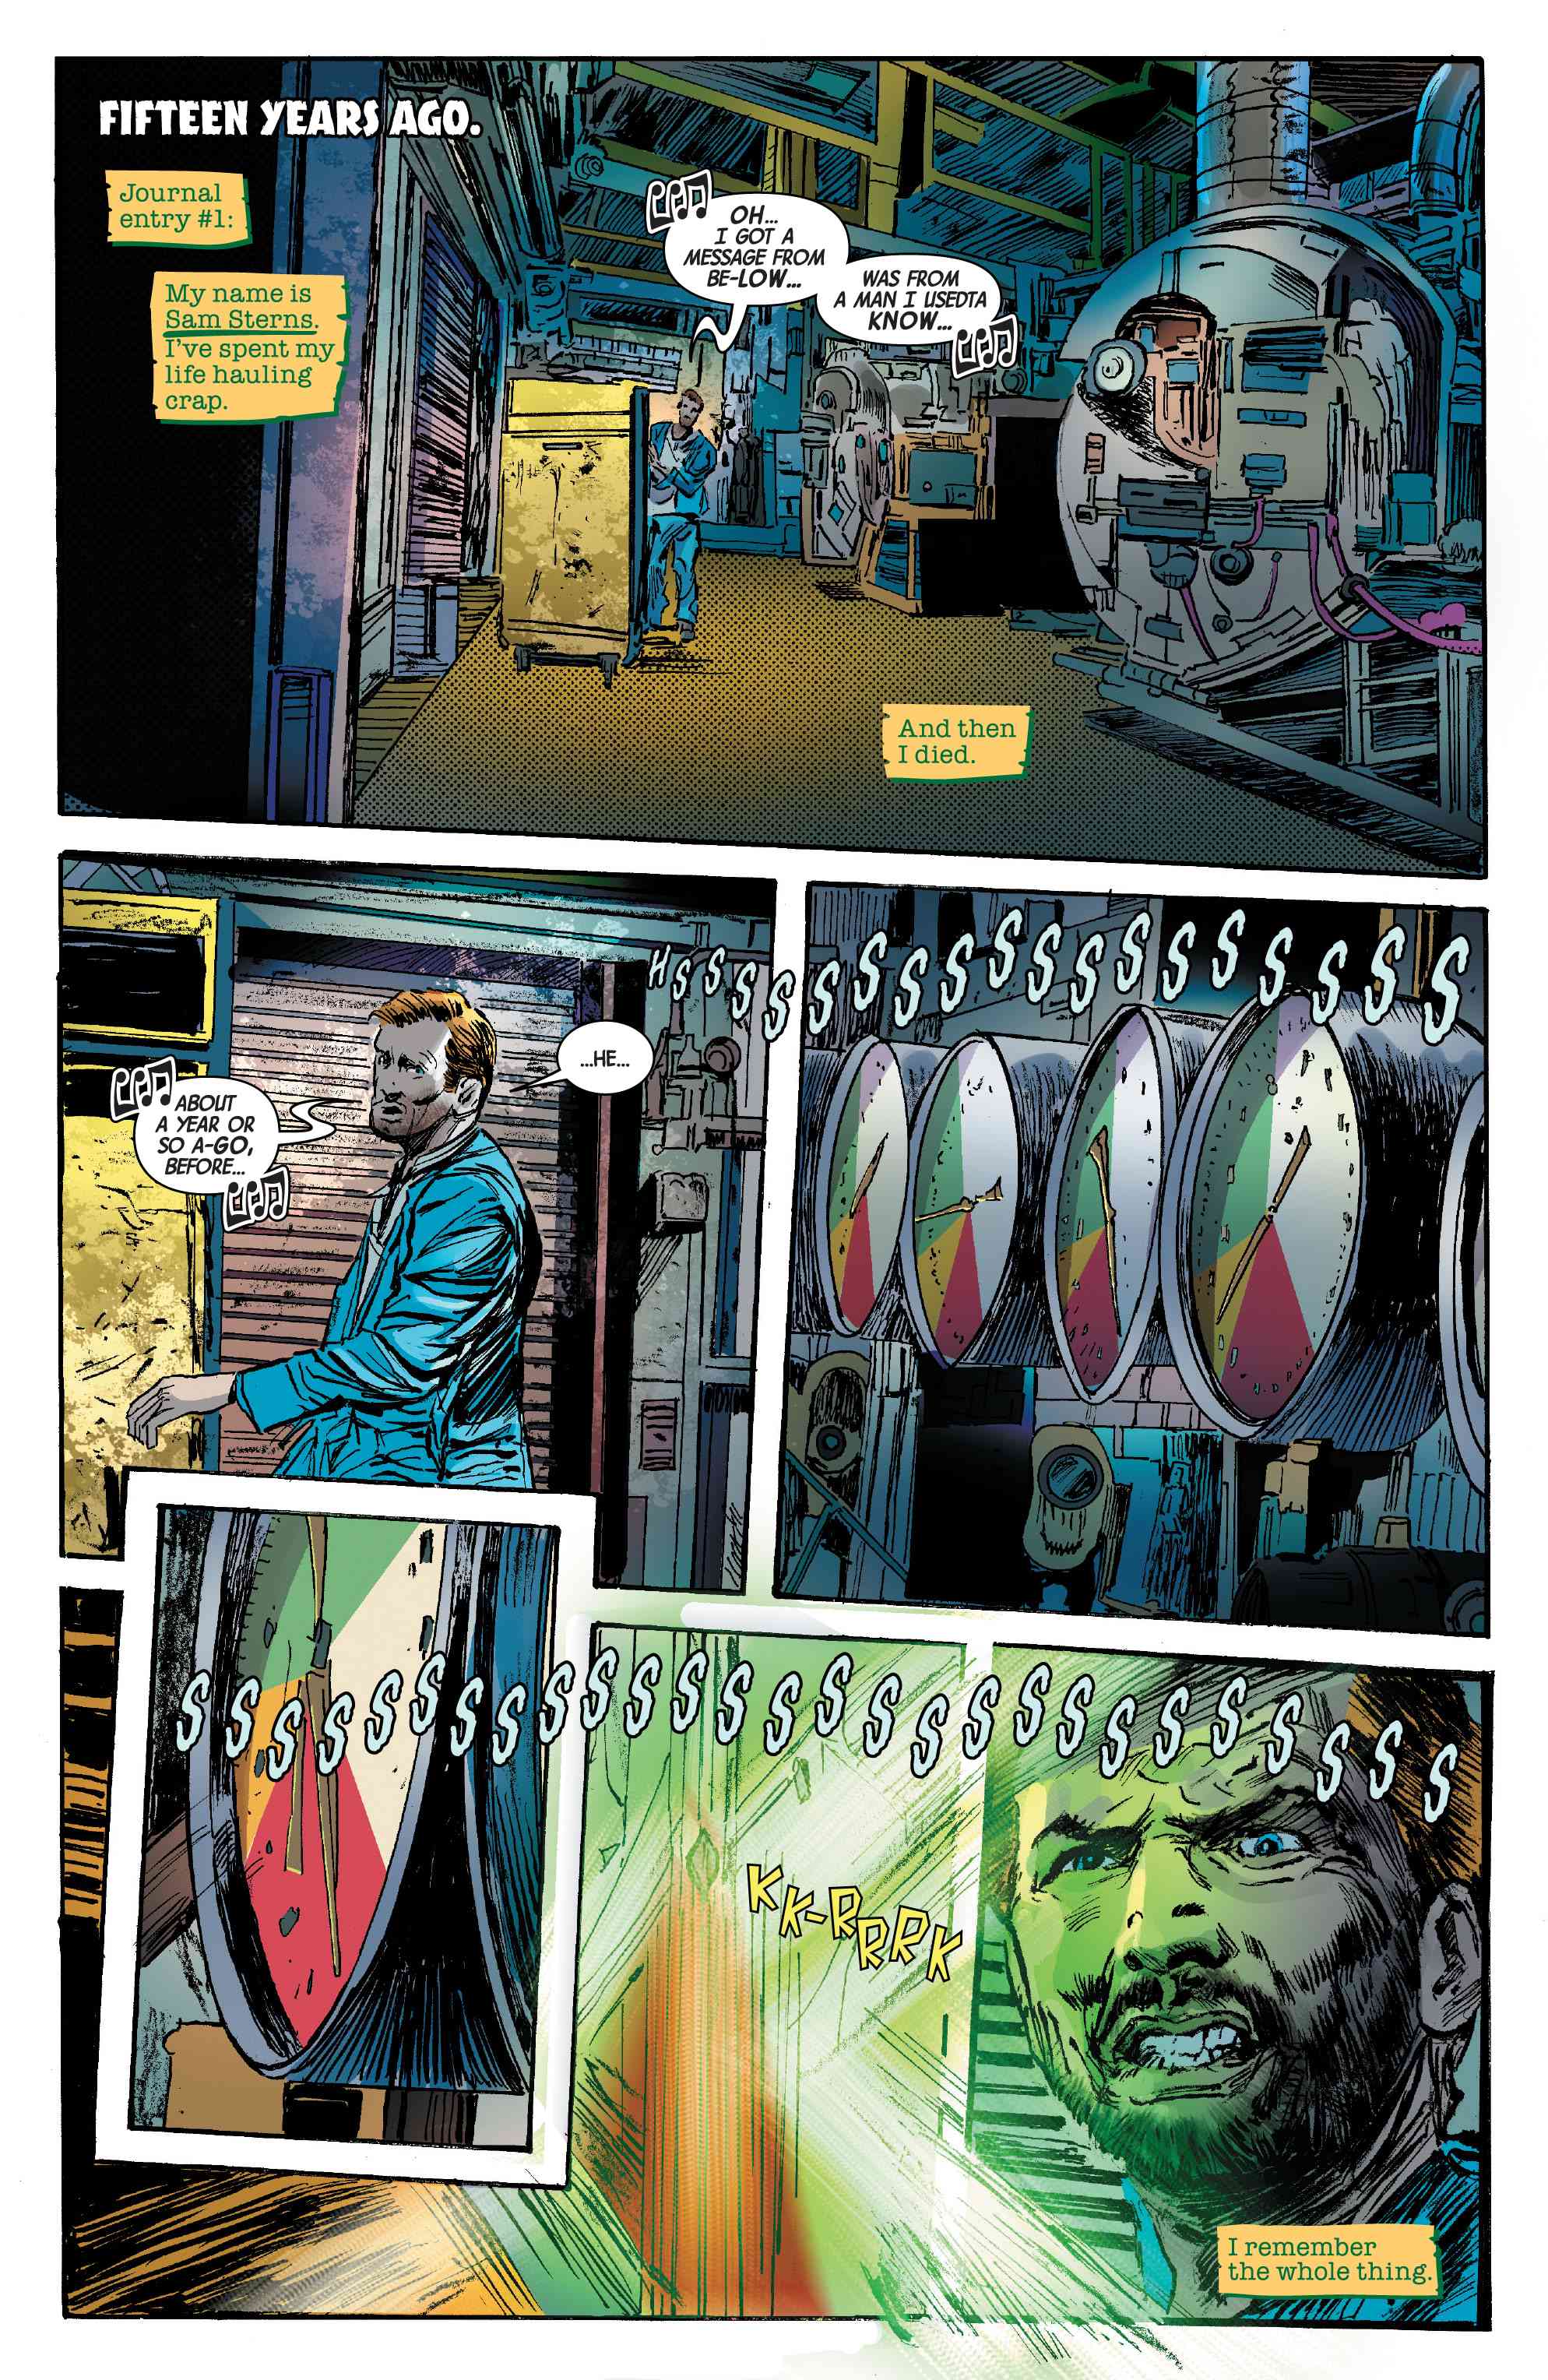 FIFTEEN YEARS AGO.
Journal
entry #1:
My name is
Sam Sterns.
I've spent my
life hauling
crap.
OH...
I GOT A
MESSAGE FROM
BE-LOW...
WAS FROM
A MAN I USEDTA
KNOW...
And then
I died.
ABOUT
A YEAR OR
SO A-GO,
BEFORE...
...HE...
HSSSSSSSSSSSSSSSSSS
SSSSSSSSSSSSSSSSSSSSSSSSSSS
KK-RRRRK
I remember
the whole thing.